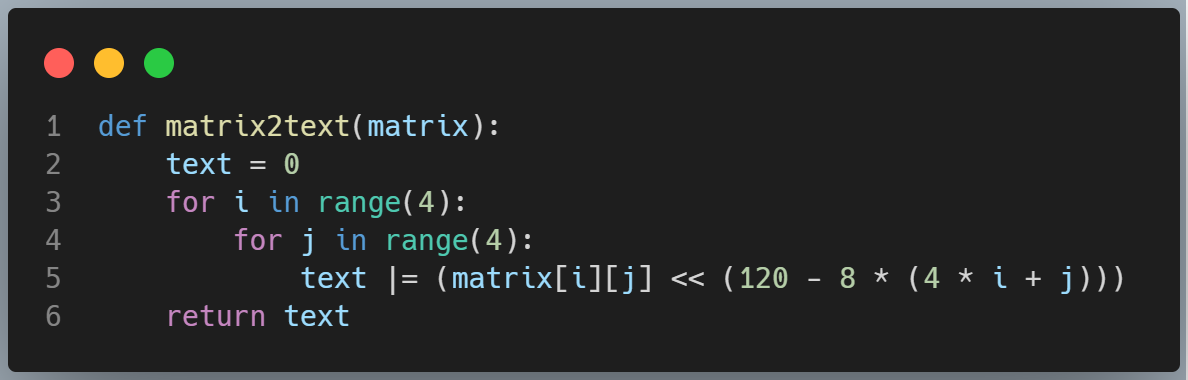 1 def matrix2text(matrix):
2     text = 0
3     for i in range(4):
4         for j in range(4):
5             text |= (matrix[i][j] << (120 - 8 * (4 * i + j)))
6     return text